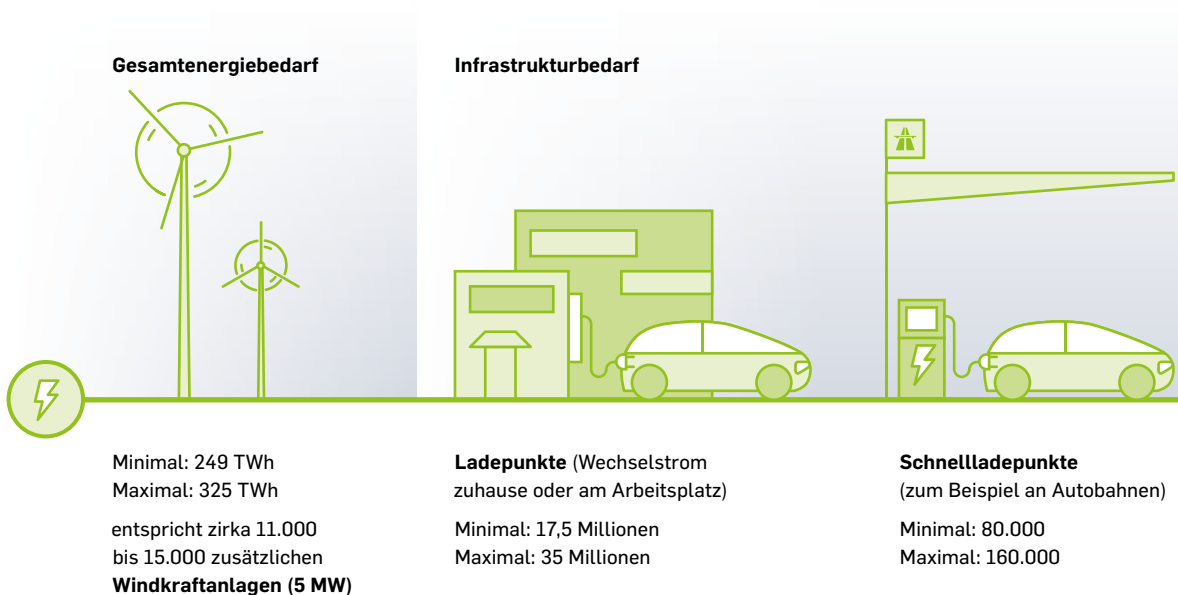 Gesamtenergiebedarf
Minimal: 249 TWh
Maximal: 325 TWh
entspricht zirka 11.000
bis 15.000 zusätzlichen
Windkraftanlagen (5 MW)
Infrastrukturbedarf
Ladepunkte (Wechselstrom
zuhause oder am Arbeitsplatz)
Minimal: 17,5 Millionen
Maximal: 35 Millionen
Schnellladepunkte
(zum Beispiel an Autobahnen)
Minimal: 80.000
Maximal: 160.000